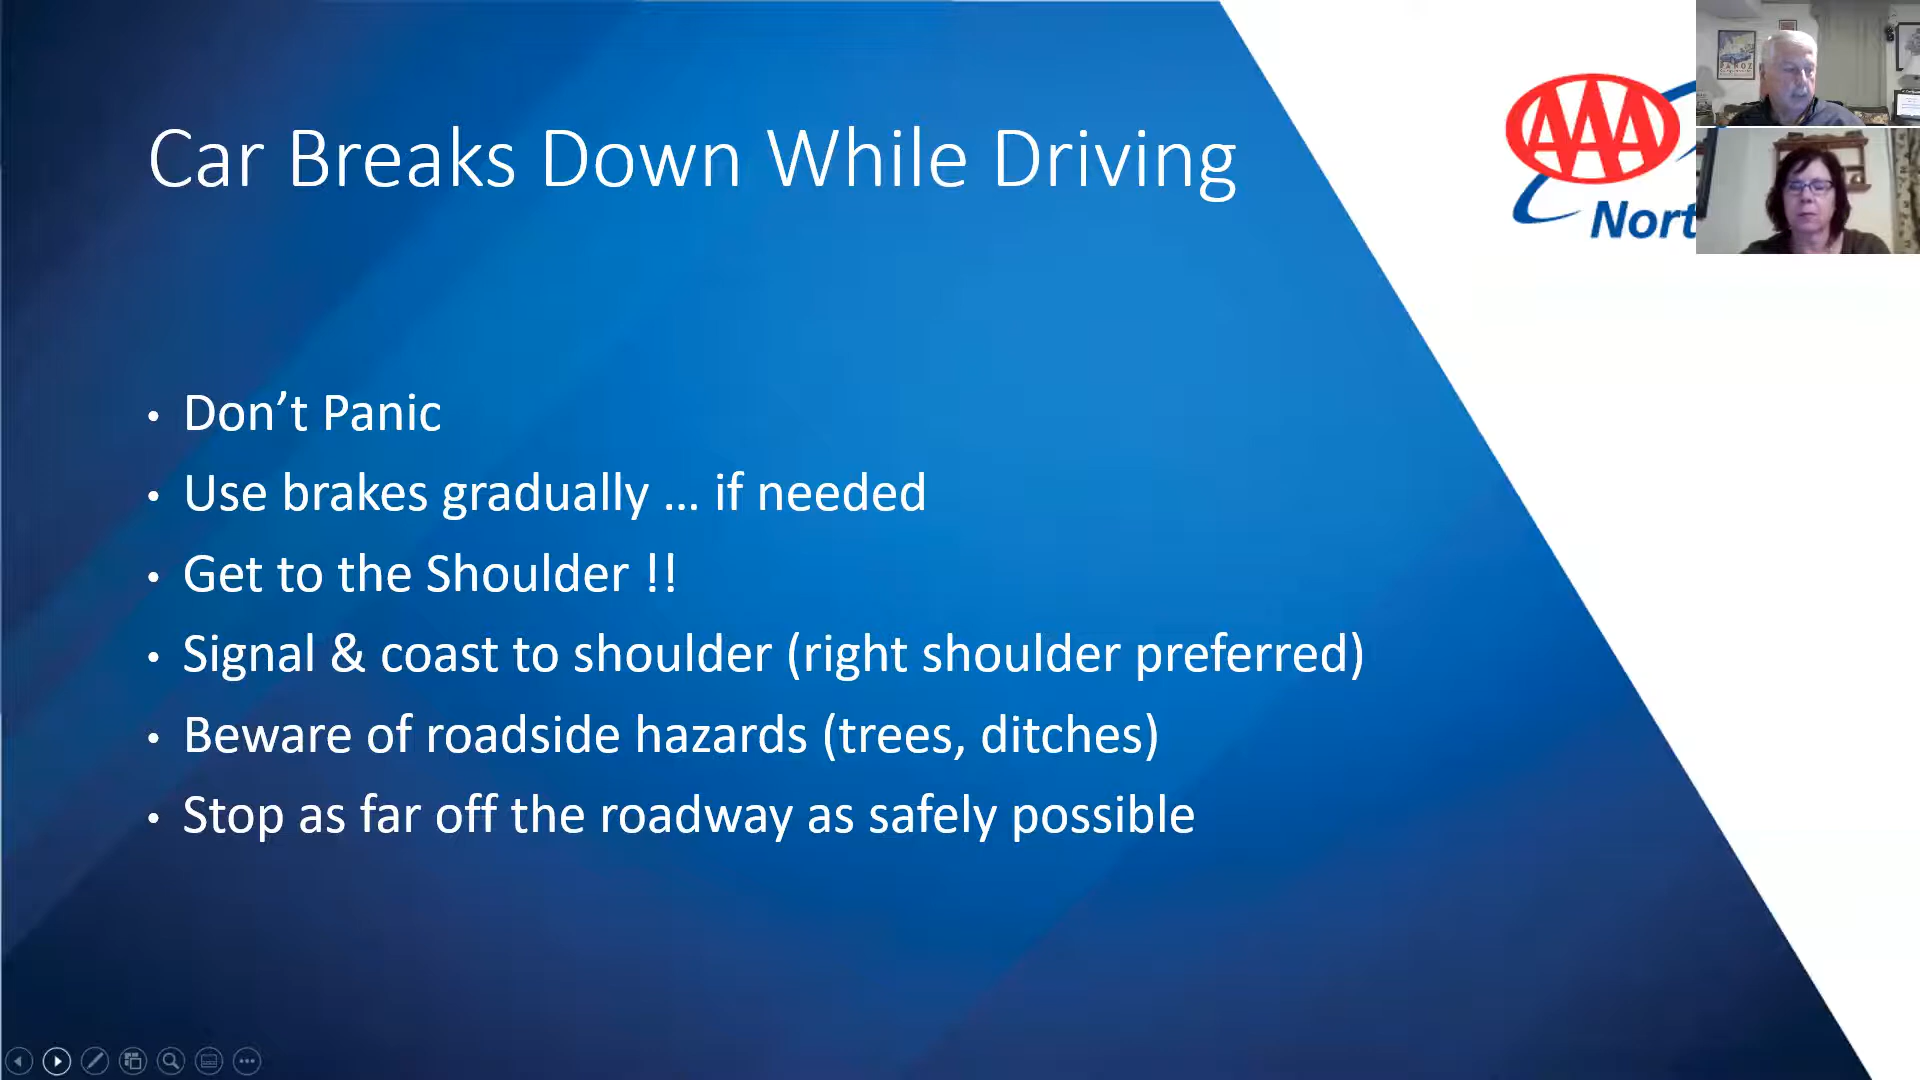 Car Breaks Down While Driving
AAA
Nort
PANOZ
• Don’t Panic
• Use brakes gradually ... if needed
• Get to the Shoulder !!
• Signal & coast to shoulder (right shoulder preferred)
• Beware of roadside hazards (trees, ditches)
• Stop as far off the roadway as safely possible